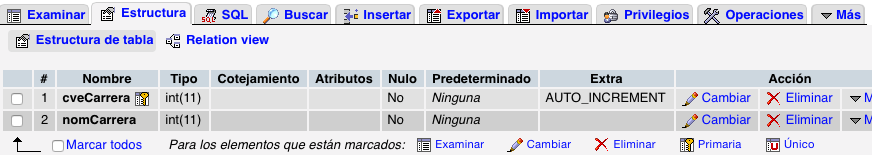 Examinar Estructura SQL Buscar Insertar Exportar Importar Privilegios Operaciones Más
Estructura de tabla Relation view
# Nombre Tipo Cotejamiento Atributos Nulo Predeterminado Extra Acción
1 cveCarrera int(11) No Ninguna AUTO_INCREMENT Cambiar Eliminar M
2 nomCarrera int(11) No Ninguna Cambiar Eliminar M
Marcar todos Para los elementos que están marcados: Examinar Cambiar Eliminar Primaria Único